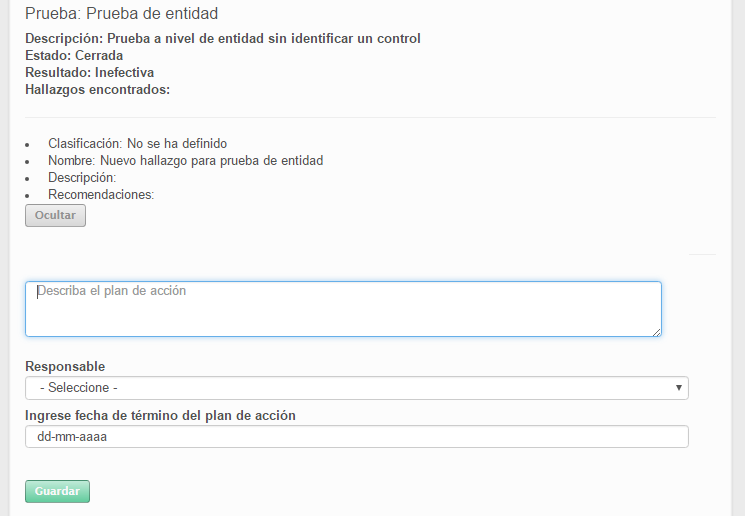 Prueba: Prueba de entidad
Descripción: Prueba a nivel de entidad sin identificar un control
Estado: Cerrada
Resultado: Inefectiva
Hallazgos encontrados:
Clasificación: No se ha definido
Nombre: Nuevo hallazgo para prueba de entidad
Descripción:
Recomendaciones:
Ocultar
Describa el plan de acción
Responsable
- Seleccione -
Ingrese fecha de término del plan de acción
dd-mm-aaaa
Guardar